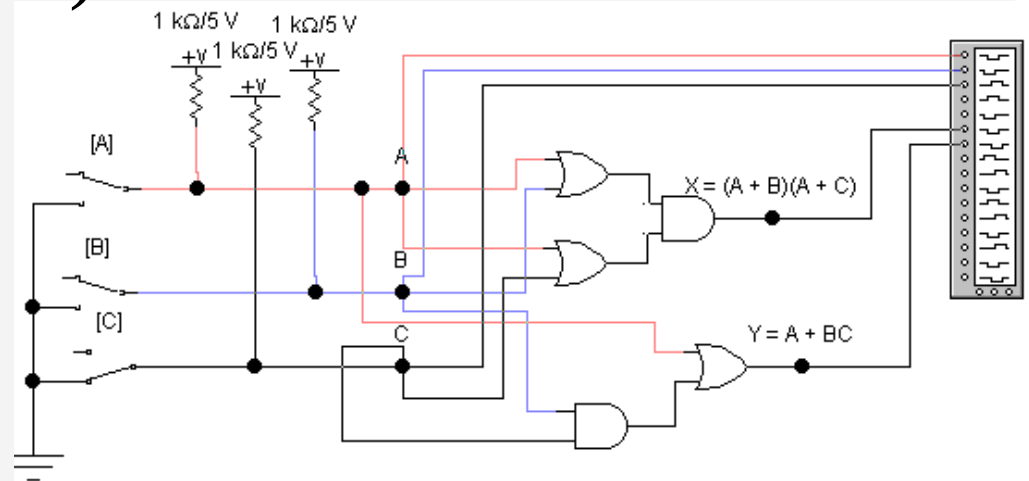 1 kΩ/5 V
1 kΩ/5 V
1 kΩ/5 V
+V
+V
+V
[A]
A
X = (A + B)(A + C)
[B]
B
[C]
C
Y = A + BC